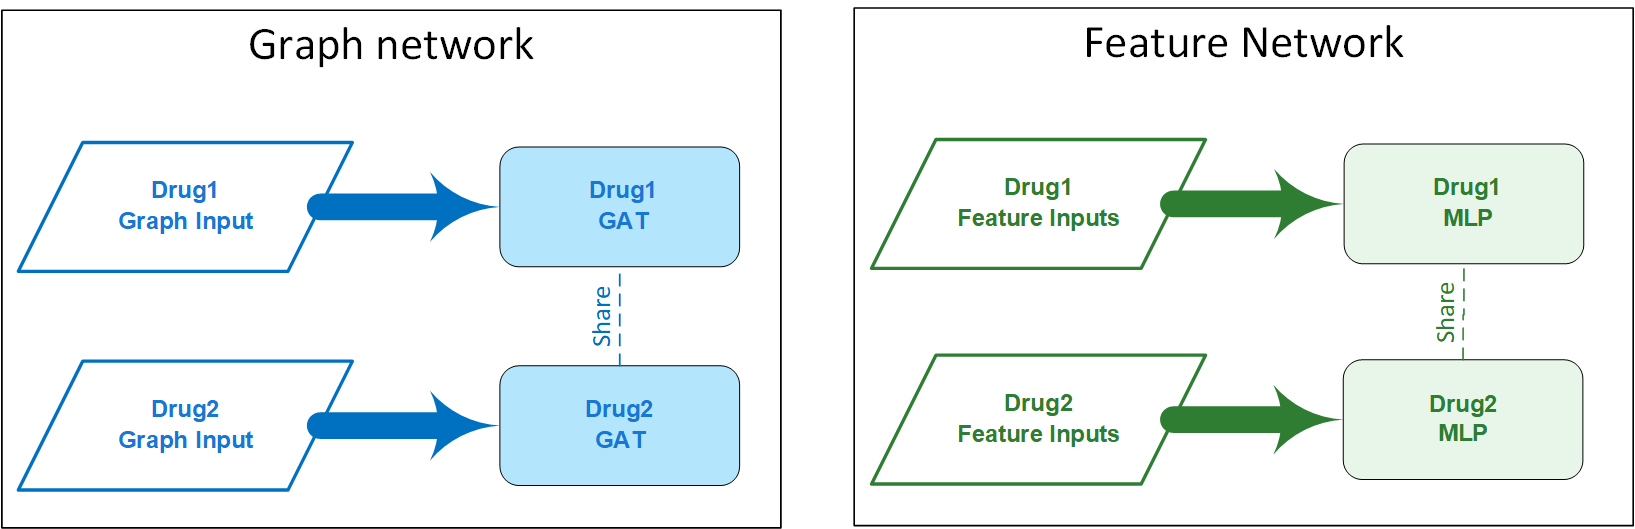 Graph network
Drug1
Graph Input
Drug1
GAT
Share
Drug2
Graph Input
Drug2
GAT
Feature Network
Drug1
Feature Inputs
Drug1
MLP
Share
Drug2
Feature Inputs
Drug2
MLP